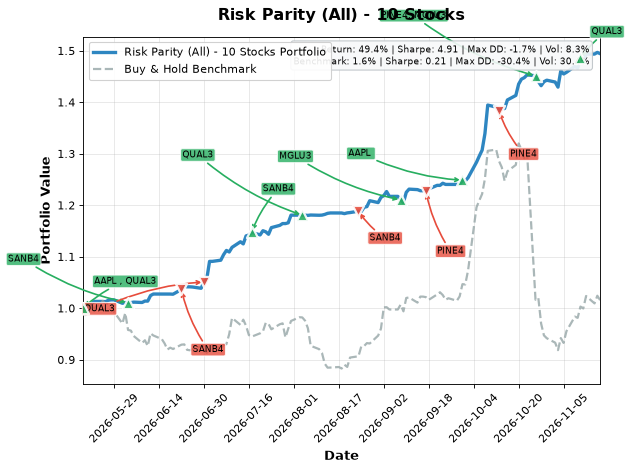 Risk Parity (All) - 10 Stocks
QUAL3
Risk Parity (All) - 10 Stocks Portfolio
Buy & Hold Benchmark
urn: 49.4% | Sharpe: 4.91 | Max DD: -1.7% | Vol: 8.3%
Benchmark: 1.6% | Sharpe: 0.21 | Max DD: -30.4% | Vol: 30.
1.5
1.4
1.3
1.2
1.1
1.0
0.9
Portfolio Value
QUAL3
MGLU3
AAPL
PINE4
SANB4
SANB4
PINE4
SANB4
AAPL , QUAL3
QUAL3
SANB4
2026-05-29
2026-06-14
2026-06-30
2026-07-16
2026-08-01
2026-08-17
2026-09-02
2026-09-18
2026-10-04
2026-10-20
2026-11-05
Date